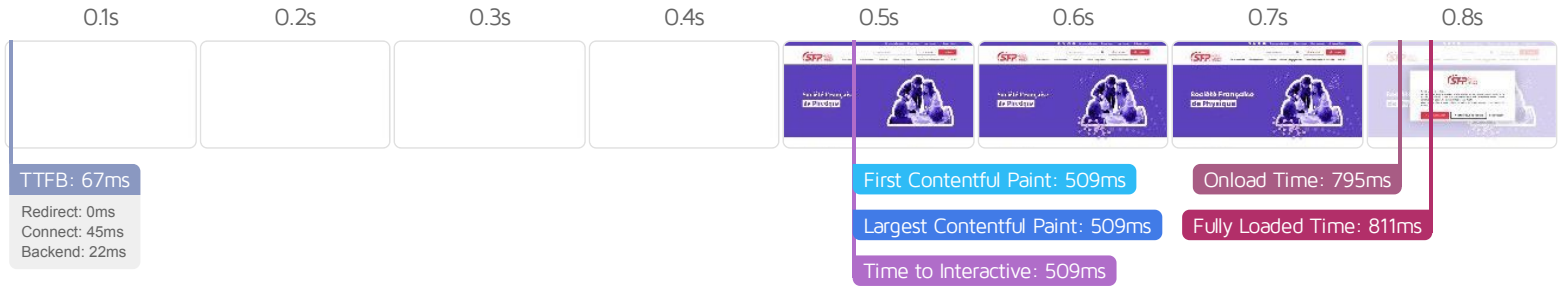 0.1s
0.2s
0.3s
0.4s
0.5s
0.6s
0.7s
0.8s
SFP
SFP
SFP
SFP
Société Française
de Physique
Société Française
de Physique
Société Française
de Physique
TTFB: 67ms
Redirect: 0ms
Connect: 45ms
Backend: 22ms
First Contentful Paint: 509ms
Onload Time: 795ms
Largest Contentful Paint: 509ms
Fully Loaded Time: 811ms
Time to Interactive: 509ms